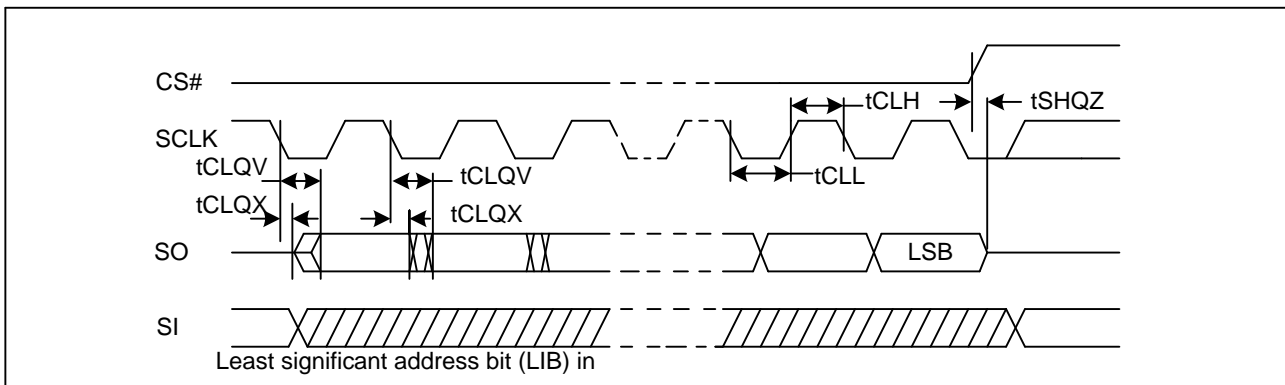 CS#
tCLH
tSHQZ
SCLK
tCLQV
tCLQV
tCLL
tCLQX
tCLQX
SO
LSB
SI
Least significant address bit (LIB) in